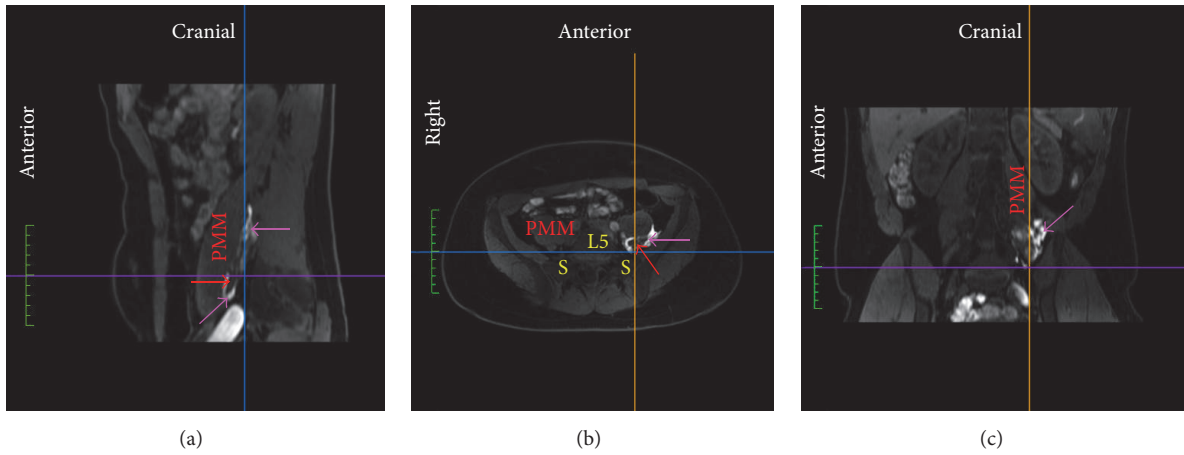 Cranial
Anterior
PMM
(a)
Anterior
Right
PMM
L5
S
S
(b)
Cranial
Anterior
PMM
(c)